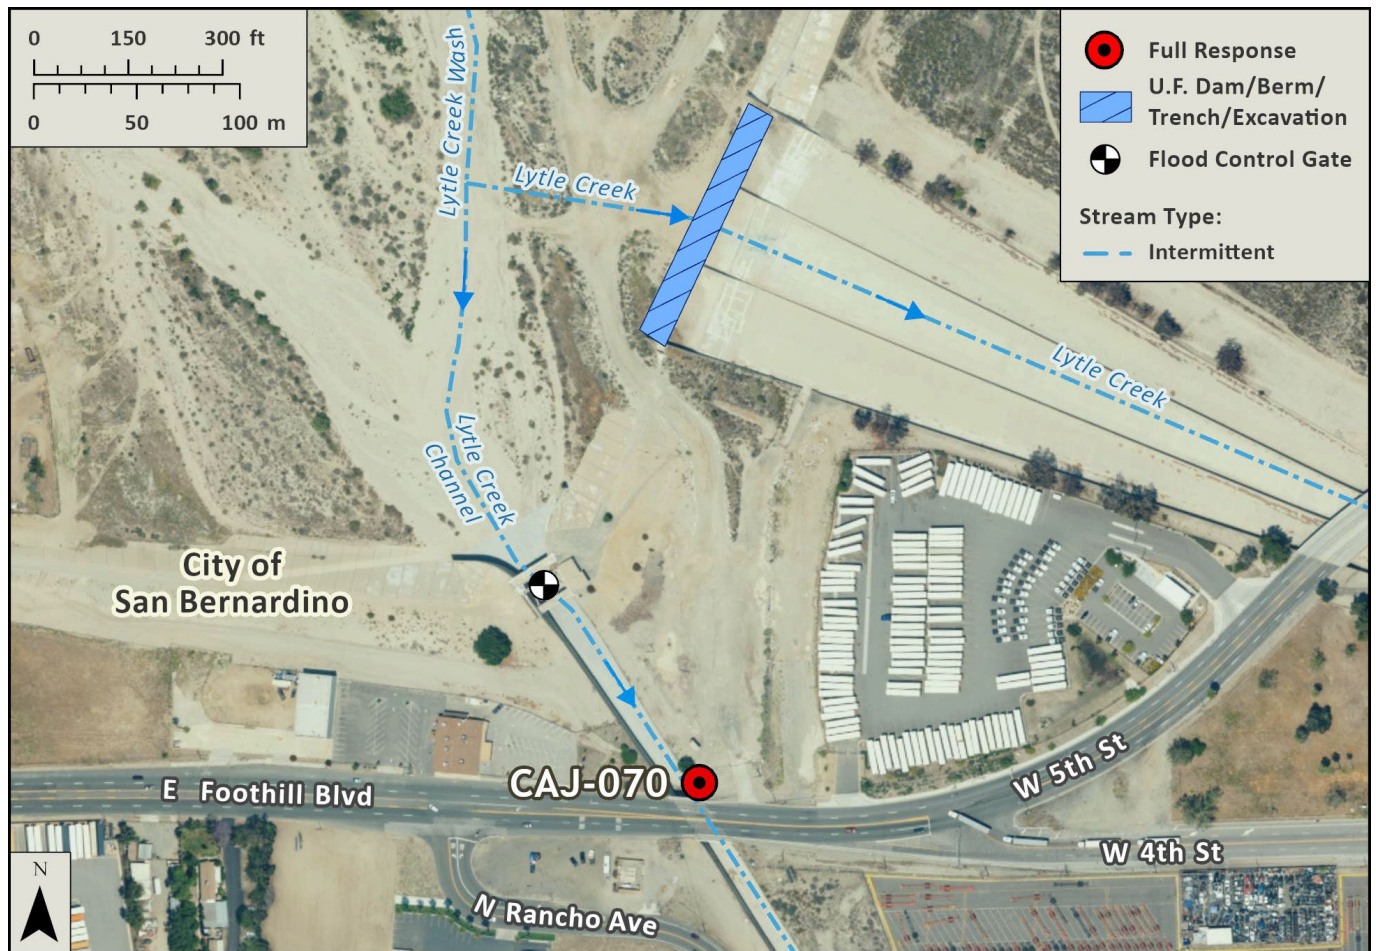 0 150 300 ft
0 50 100 m
Lytle Creek Wash
Lytle Creek
Full Response
U.F. Dam/Berm/
Trench/Excavation
Flood Control Gate
Stream Type:
Intermittent
Lytle Creek
Lytle Creek
Channel
City of
San Bernardino
CAJ-070
E Foothill Blvd
W 5th St
W 4th St
N Rancho Ave
N